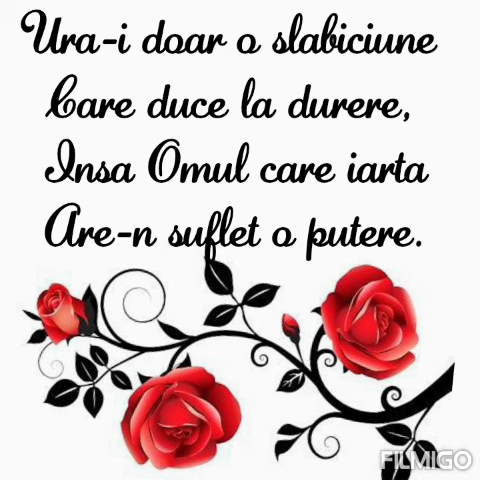 Ura-i doar o slabiciune
Care duce la durere,
Insa Omul care iarta
Are-n suflet o putere.
FILMIGO